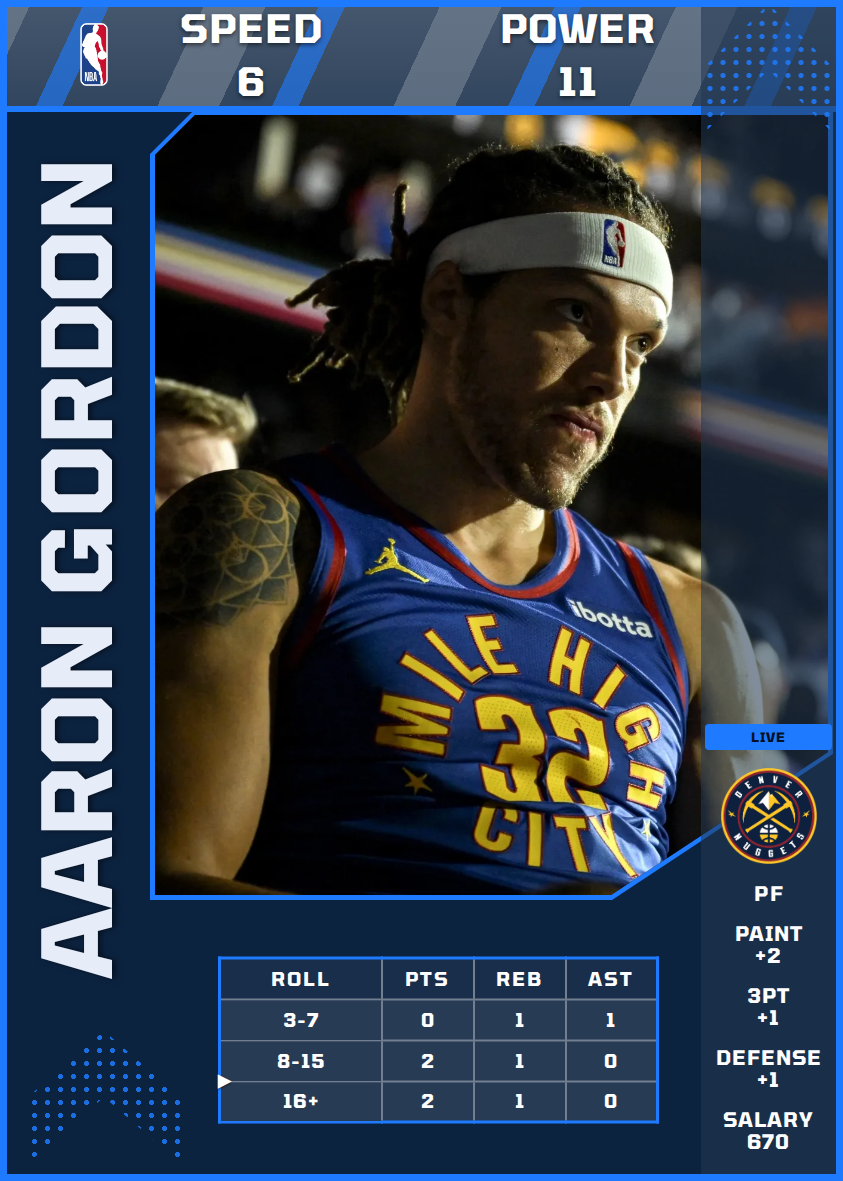 SPEED
6
POWER
11
NBA
AARON GORDON
NBA
ibotta
MILE HIGH
32
CITY
LIVE
DENVER
NUGGETS
PF
PAINT
+2
3PT
+1
DEFENSE
+1
SALARY
670
ROLL PTS REB AST
3-7 0 1 1
8-15 2 1 0
16+ 2 1 0